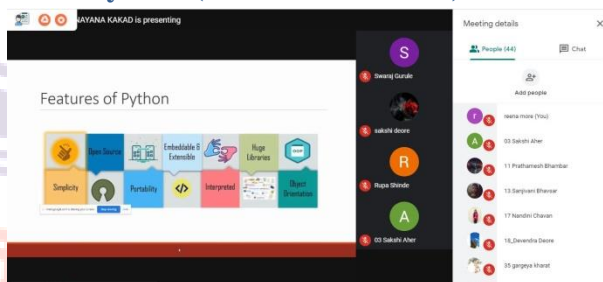 NAYANA KAKAD is presenting
Features of Python
Open Source
Embeddable & Extensible
Huge Libraries
Simplicity
Portability
</>
Interpreted
Object Orientation
S
Swaraj Gurule
sakshi deore
R
Rupa Shinde
A
03 Sakshi Aher
Meeting details
People (44)
Chat
Add people
r
reena more (You)
A
03 Sakshi Aher
11 Prathamesh Bhambar
13 Sanjivani Bhavsar
17 Nandini Chavan
18_Devendra Deore
35 gargeya kharat